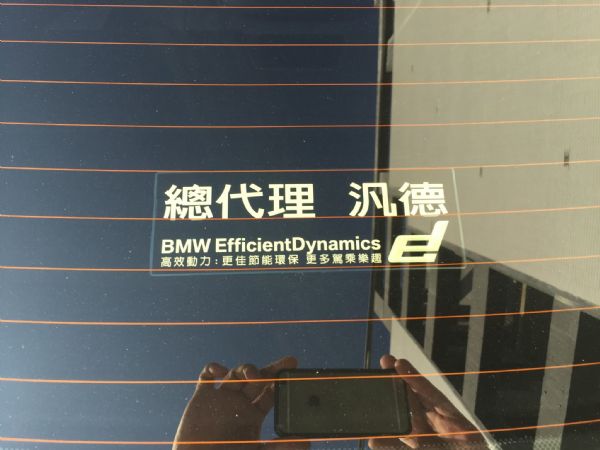 總代理 汎德
BMW EfficientDynamics
高效動力：更佳節能環保 更多駕乘樂趣
ed